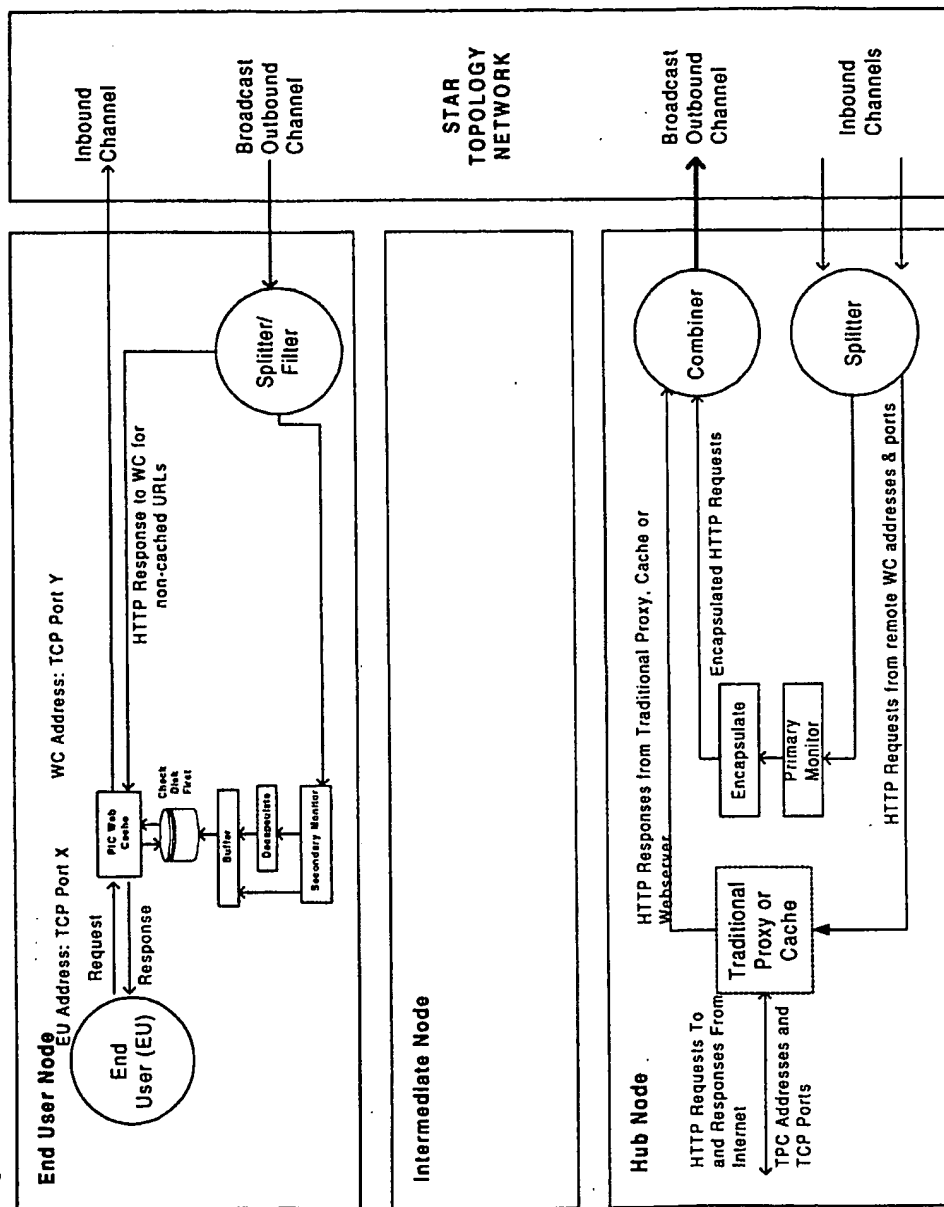 End User Node
EU Address: TCP Port X
WC Address: TCP Port Y
End
User (EU)
Request
Response
PIC Web
Cache
Check
Disk
First
Buffer
Decapsulate
Secondary Monitor
HTTP Response to WC for
non-cached URLs
Splitter/
Filter
Inbound
Channel
Broadcast
Outbound
Channel
Intermediate Node
STAR
TOPOLOGY
NETWORK
Hub Node
HTTP Requests To
and Responses From
Internet
TPC Addresses and
TCP Ports
Traditional
Proxy or
Cache
HTTP Responses from Traditional Proxy, Cache or
Webserver
Encapsulate
Primary
Monitor
Encapsulated HTTP Requests
HTTP Requests from remote WC addresses & ports
Combiner
Splitter
Broadcast
Outbound
Channel
Inbound
Channels